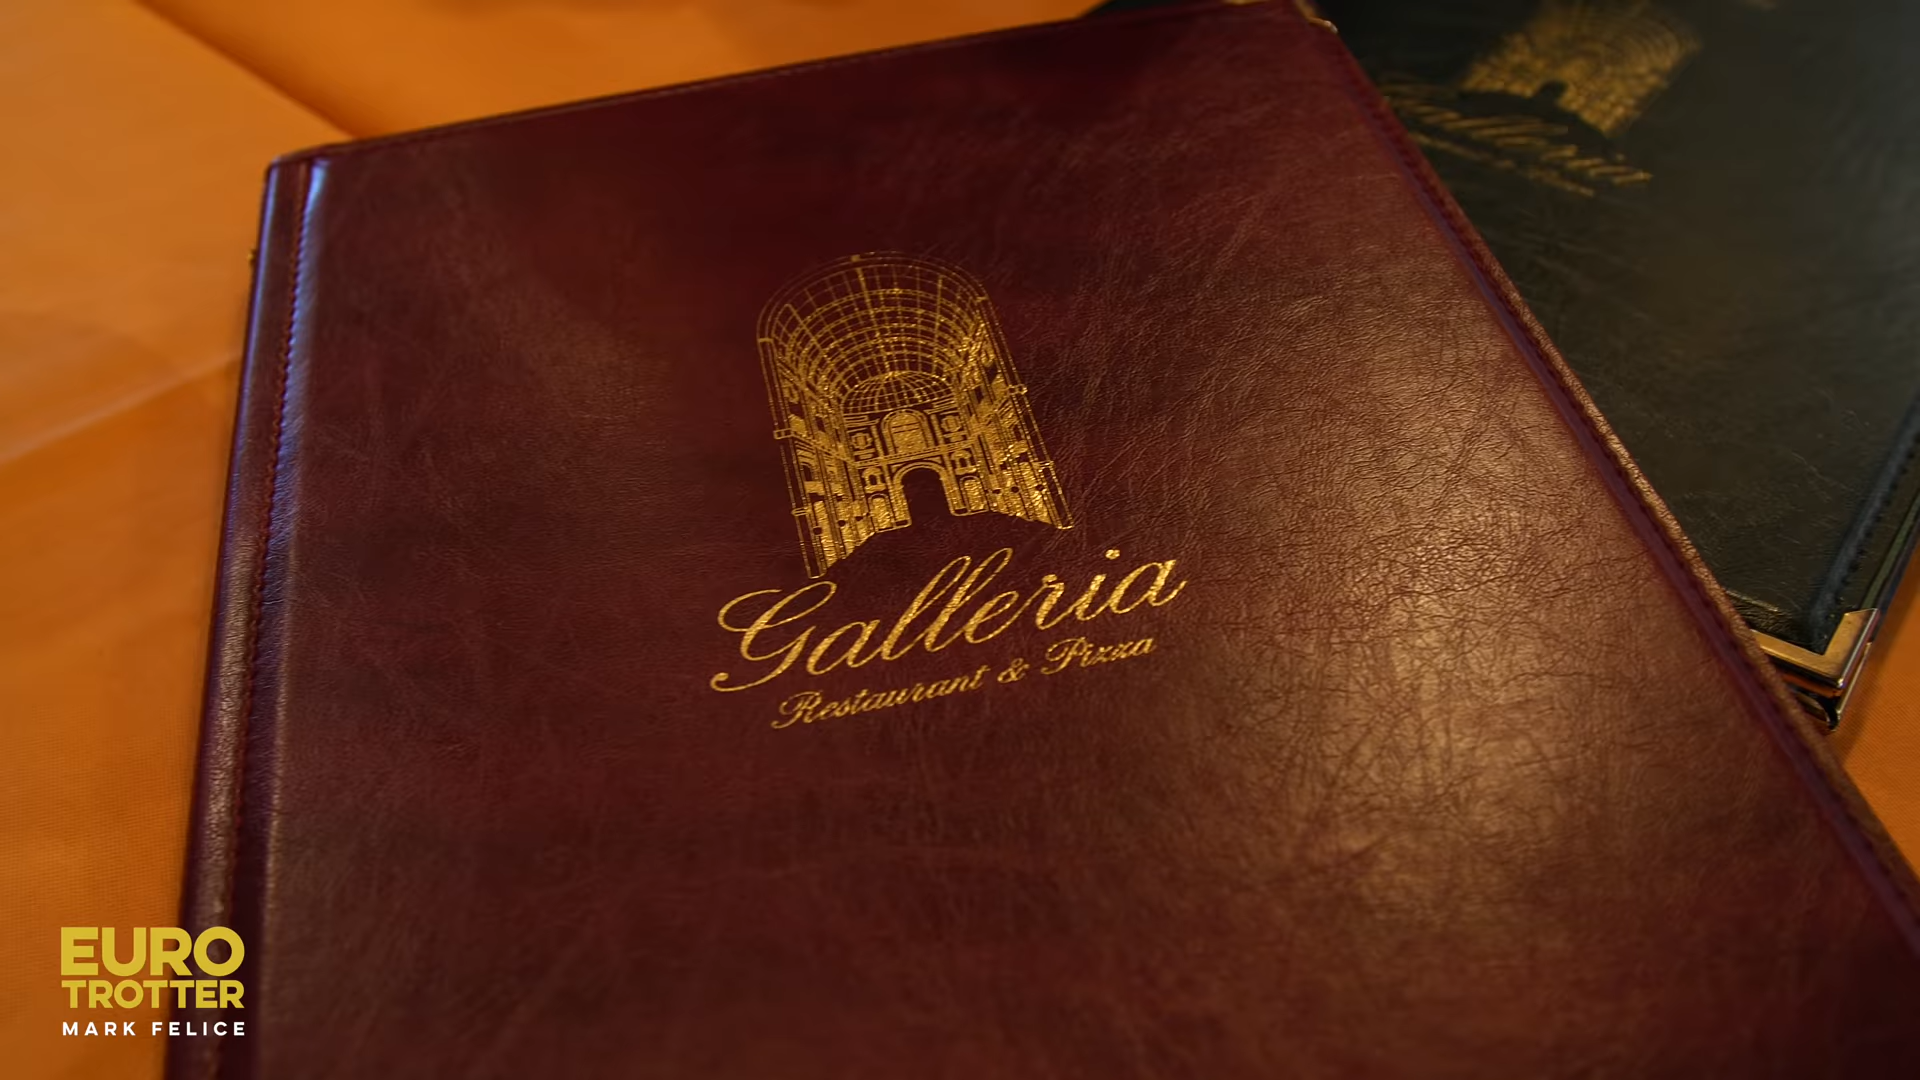 Galleria
Restaurant & Pizza
EURO
TROTTER
MARK FELICE